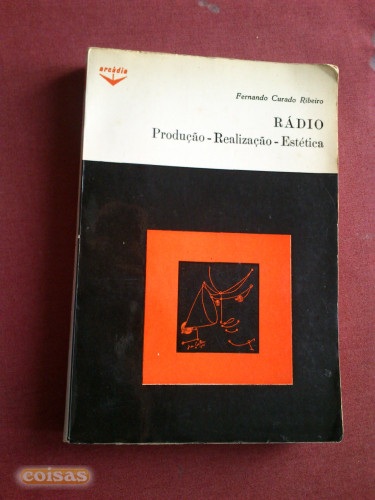 arcádia
Fernando Curado Ribeiro
RÁDIO
Produção - Realização - Estética
coisas